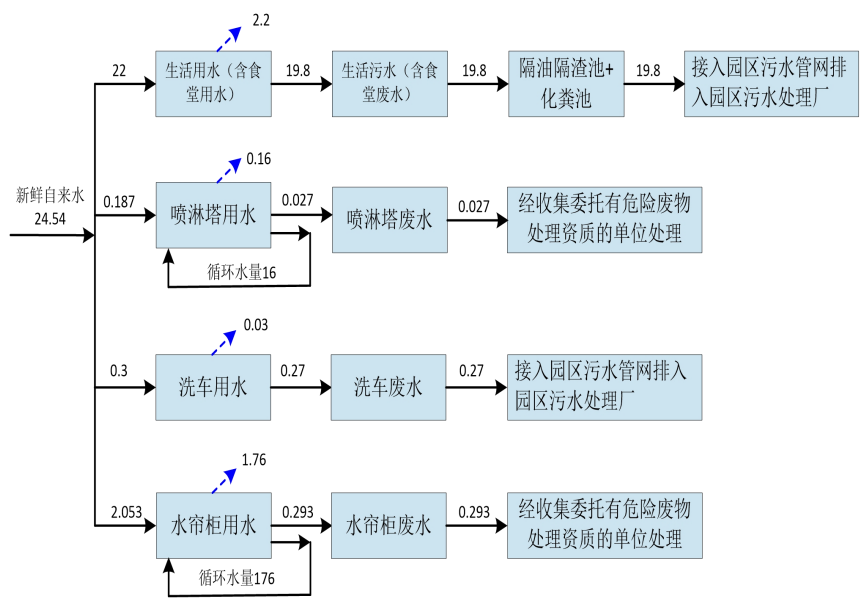 2.2
22
生活用水（含食
堂用水）
19.8
生活污水（含食
堂废水）
19.8
隔油隔渣池+
化粪池
19.8
接入园区污水管网排
入园区污水处理厂
新鲜自来水
24.54
0.16
0.187
喷淋塔用水
0.027
喷淋塔废水
0.027
经收集委托有危险废物
处理资质的单位处理
循环水量16
0.03
0.3
洗车用水
0.27
洗车废水
0.27
接入园区污水管网排入
园区污水处理厂
1.76
2.053
水帘柜用水
0.293
水帘柜废水
0.293
经收集委托有危险废物
处理资质的单位处理
循环水量176